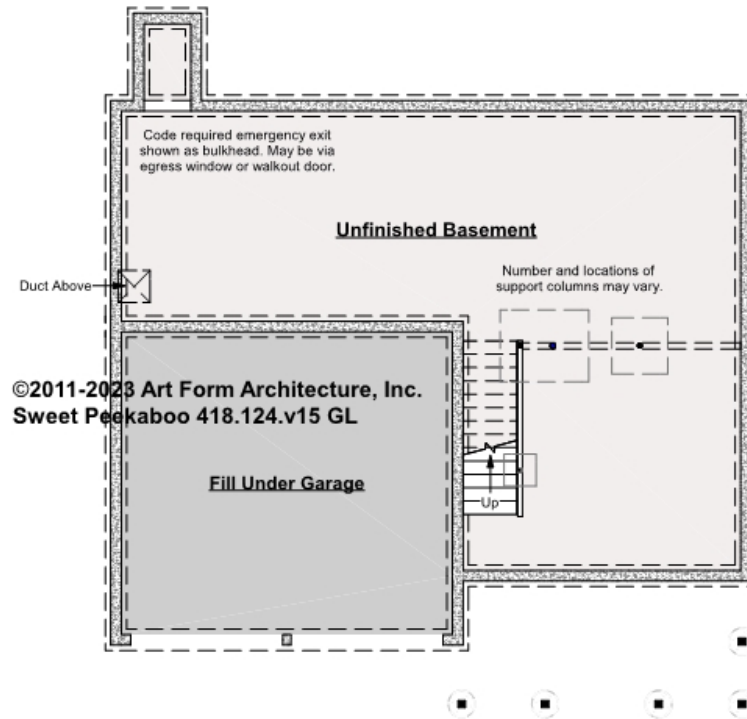 Code required emergency exit
shown as bulkhead. May be via
egress window or walkout door.
Unfinished Basement
Number and locations of
support columns may vary.
Duct Above
©2011-2023 Art Form Architecture, Inc.
Sweet Peekaboo 418.124.v15 GL
Fill Under Garage
Up